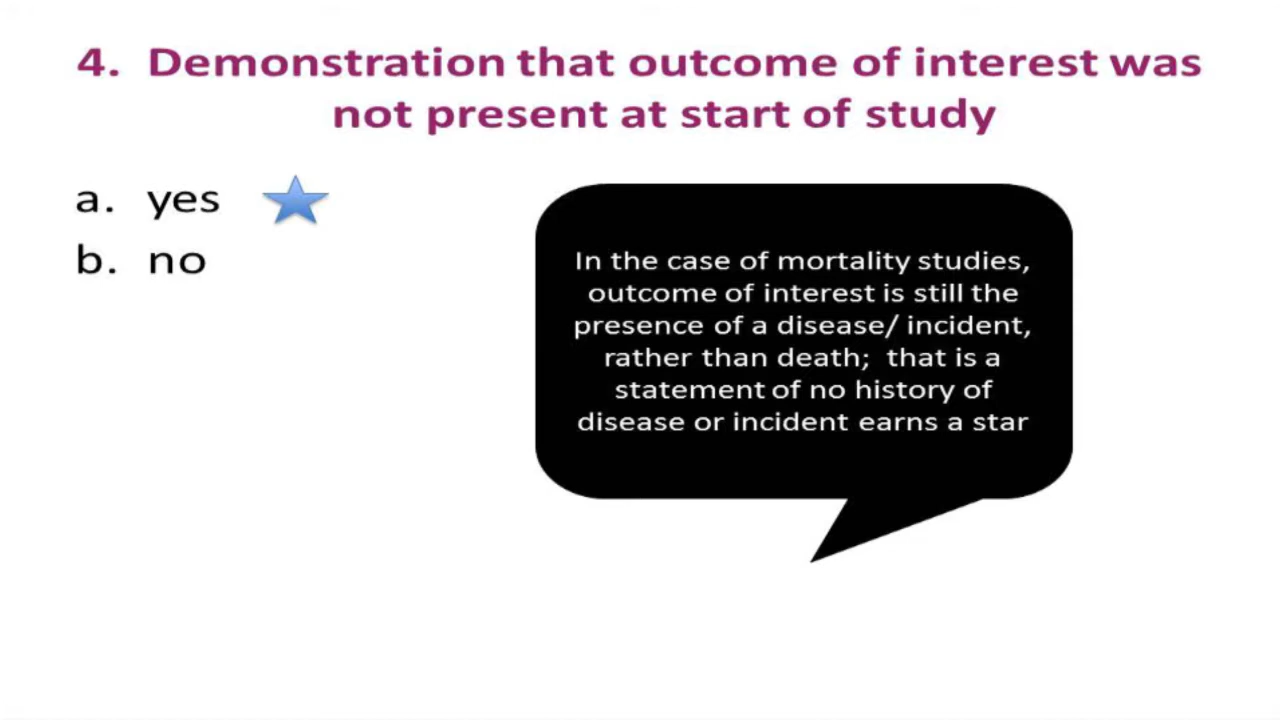 4. Demonstration that outcome of interest was
not present at start of study
a. yes
b. no
In the case of mortality studies,
outcome of interest is still the
presence of a disease/ incident,
rather than death; that is a
statement of no history of
disease or incident earns a star